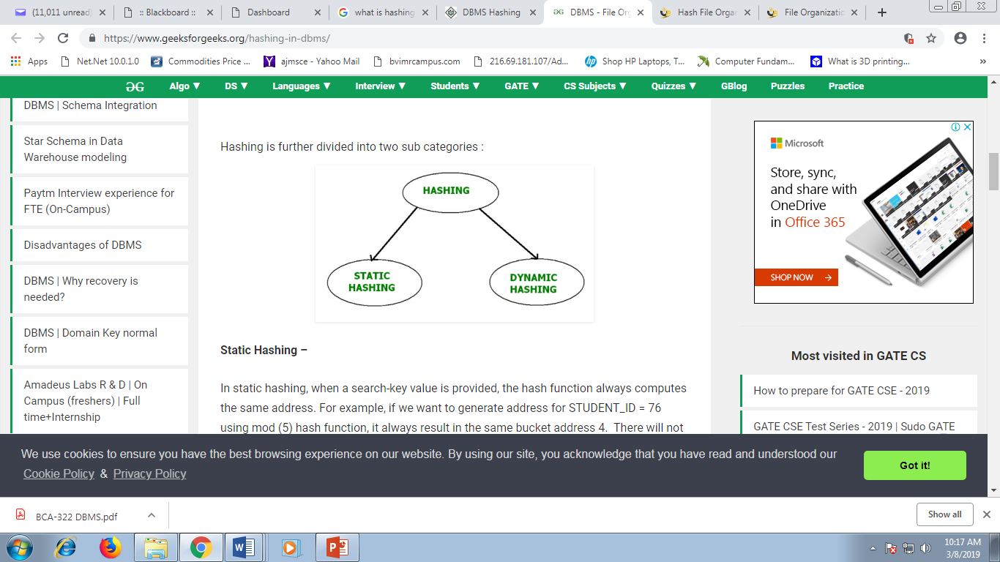 (11,011 unread)
:: Blackboard ::
Dashboard
what is hashing
DBMS Hashing
DBMS - File Or
Hash File Orga
File Organizatio
https://www.geeksforgeeks.org/hashing-in-dbms/
Apps
Net.Net 10.0.1.0
Commodities Price ...
ajmsce - Yahoo Mail
bvimrcampus.com
216.69.181.107/Ad...
Shop HP Laptops, T...
Computer Fundam...
What is 3D printing...
Algo ▼
DS ▼
Languages ▼
Interview ▼
Students ▼
GATE ▼
CS Subjects ▼
Quizzes ▼
GBlog
Puzzles
Practice
DBMS | Schema Integration
Star Schema in Data
Warehouse modeling
Paytm Interview experience for
FTE (On-Campus)
Disadvantages of DBMS
DBMS | Why recovery is
needed?
DBMS | Domain Key normal
form
Amadeus Labs R & D | On
Campus (freshers) | Full
time+Internship
Hashing is further divided into two sub categories :
HASHING
STATIC
HASHING
DYNAMIC
HASHING
Static Hashing –
In static hashing, when a search-key value is provided, the hash function always computes
the same address. For example, if we want to generate address for STUDENT_ID = 76
using mod (5) hash function, it always result in the same bucket address 4. There will not
Microsoft
Store, sync,
and share with
OneDrive
in Office 365
SHOP NOW
Most visited in GATE CS
How to prepare for GATE CSE - 2019
GATE CSE Test Series - 2019 | Sudo GATE
We use cookies to ensure you have the best browsing experience on our website. By using our site, you acknowledge that you have read and understood our
Cookie Policy & Privacy Policy
Got it!
BCA-322 DBMS.pdf
Show all
10:17 AM
3/8/2019